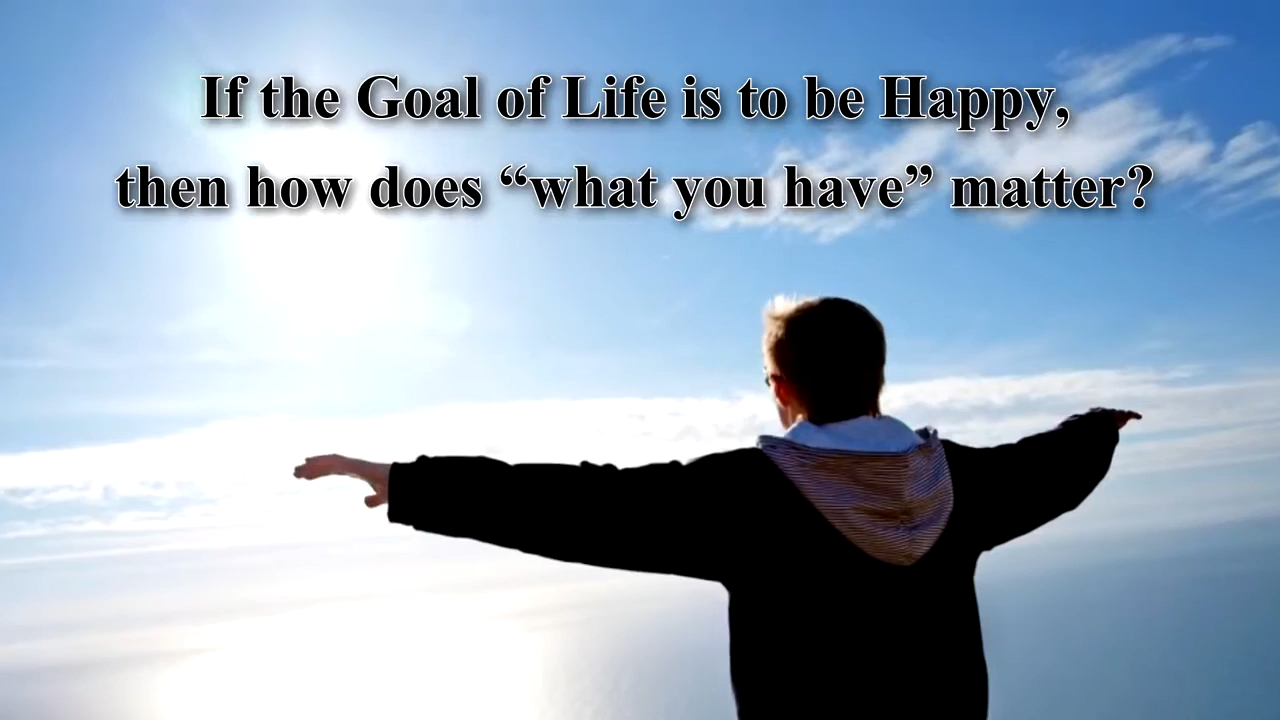 If the Goal of Life is to be Happy,
then how does “what you have” matter?